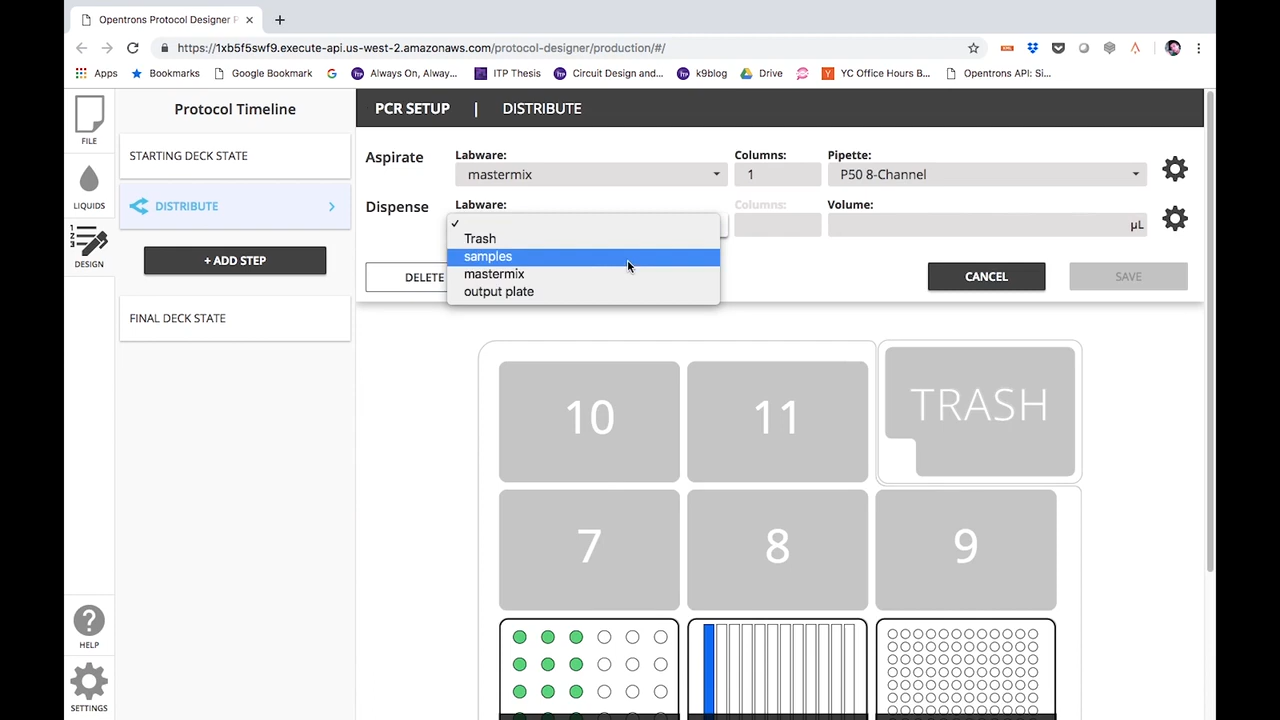 Opentrons Protocol Designer
https://1xb5f5swf9.execute-api.us-west-2.amazonaws.com/protocol-designer/production/#/
Apps Bookmarks Google Bookmark Always On, Alway... ITP Thesis Circuit Design and... k9blog Drive YC Office Hours B... Opentrons API: Si...
FILE
LIQUIDS
DESIGN
HELP
SETTINGS
Protocol Timeline
STARTING DECK STATE
DISTRIBUTE
+ ADD STEP
FINAL DECK STATE
PCR SETUP | DISTRIBUTE
Aspirate Labware: Columns: Pipette:
mastermix 1 P50 8-Channel
Dispense Labware: Columns: Volume:
μL
Trash
samples
mastermix
output plate
DELETE CANCEL SAVE
10 11 TRASH
7 8 9